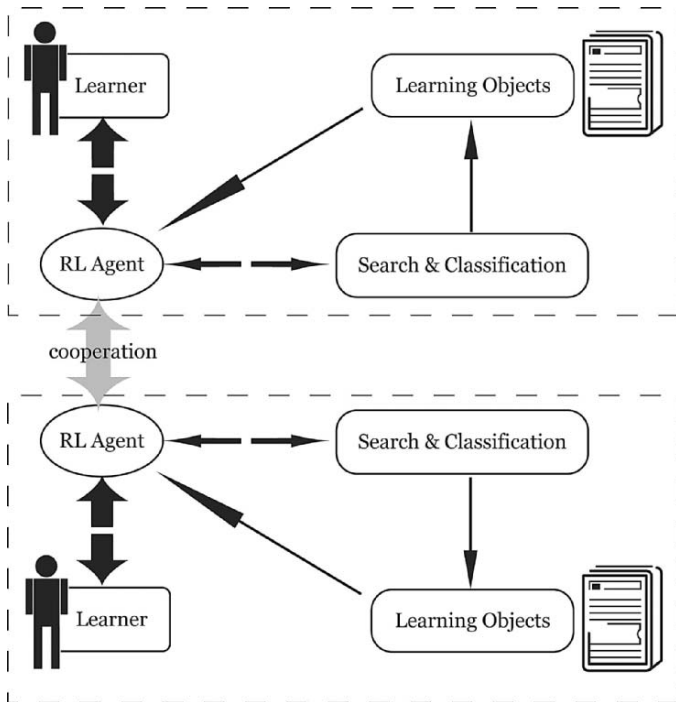 Learner
Learning Objects
RL Agent
Search & Classification
cooperation
RL Agent
Search & Classification
Learner
Learning Objects